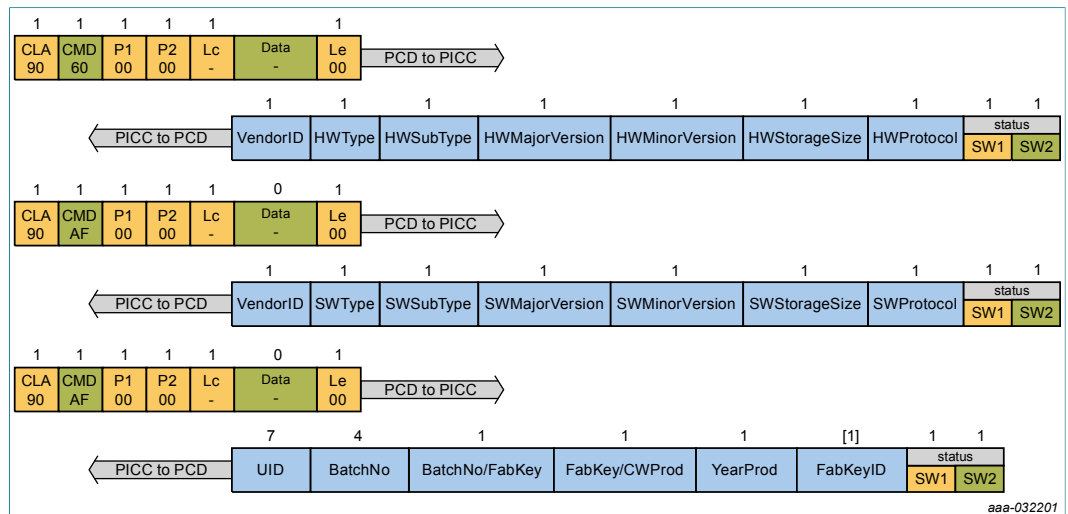 1 1 1 1 1 1
CLA CMD P1 P2 Lc Data Le
90 60 00 00 - - 00
PCD to PICC
1 1 1 1 1 1 1 1 1
PICC to PCD VendorID HWType HWSubType HWMajorVersion HWMinorVersion HWStorageSize HWProtocol status
SW1 SW2
1 1 1 1 1 0 1
CLA CMD P1 P2 Lc Data Le
90 AF 00 00 - - 00
PCD to PICC
1 1 1 1 1 1 1 1 1
PICC to PCD VendorID SWType SWSubType SWMajorVersion SWMinorVersion SWStorageSize SWProtocol status
SW1 SW2
1 1 1 1 1 0 1
CLA CMD P1 P2 Lc Data Le
90 AF 00 00 - - 00
PCD to PICC
7 4 1 1 1 [1] 1 1
PICC to PCD UID BatchNo BatchNo/FabKey FabKey/CWProd YearProd FabKeyID status
SW1 SW2
aaa-032201